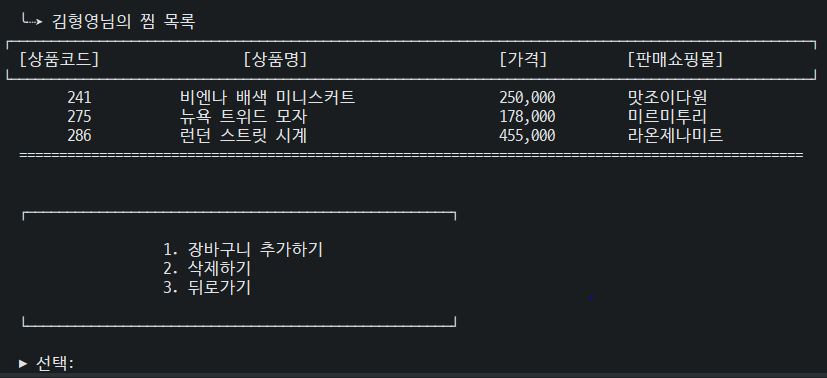 ╰┈➤ 김형영님의 찜 목록
[상품코드] [상품명] [가격] [판매쇼핑몰]
241 비엔나 배색 미니스커트 250,000 맛조이다원
275 뉴욕 트위드 모자 178,000 미르미투리
286 런던 스트릿 시계 455,000 라온제나미르
==================================================================================================
1. 장바구니 추가하기
2. 삭제하기
3. 뒤로가기
► 선택: